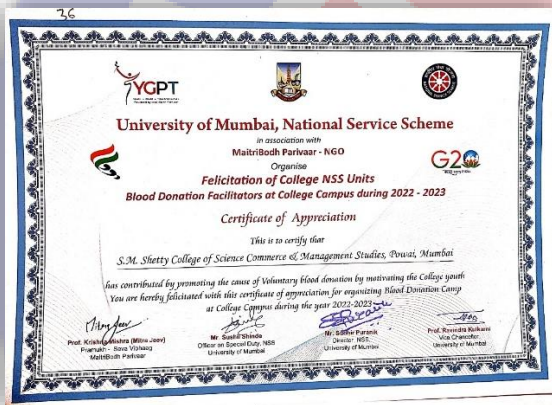 36
YGPT
University of Mumbai, National Service Scheme
in association with
MaitriBodh Parivaar - NGO
Organise
G20
Felicitation of College NSS Units
Blood Donation Facilitators at College Campus during 2022 - 2023
Certificate of Appreciation
This is to certify that
S.M. Shetty College of Science Commerce & Management Studies, Powai, Mumbai
has contributed by promoting the cause of Voluntary blood donation by motivating the College youth
You are hereby felicitated with this certificate of appreciation for organizing Blood Donation Camp
at College Campus during the year 2022-2023
Prof. Krishna Mishra (Mitra Jeev)
Pramukh - Seva Vibhaag
MaitriBodh Parivaar
Mr. Sushil Shinde
Officer on Special Duty, NSS
University of Mumbai
Mr. Sudhir Puranik
Director, NSS,
University of Mumbai
Prof. Ravindra Kulkarni
Vice Chancellor
University of Mumbai